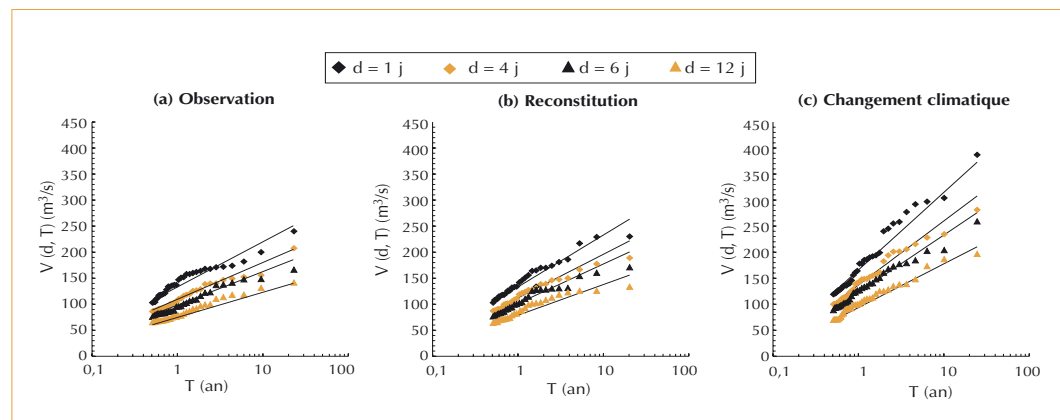 d = 1 j d = 4 j d = 6 j d = 12 j
(a) Observation
V (d, T) (m³/s)
450
400
350
300
250
200
150
100
50
0
0,1 1 10 100
T (an)
(b) Reconstitution
V (d, T) (m³/s)
450
400
350
300
250
200
150
100
50
0
0,1 1 10 100
T (an)
(c) Changement climatique
V (d, T) (m³/s)
450
400
350
300
250
200
150
100
50
0
0,1 1 10 100
T (an)